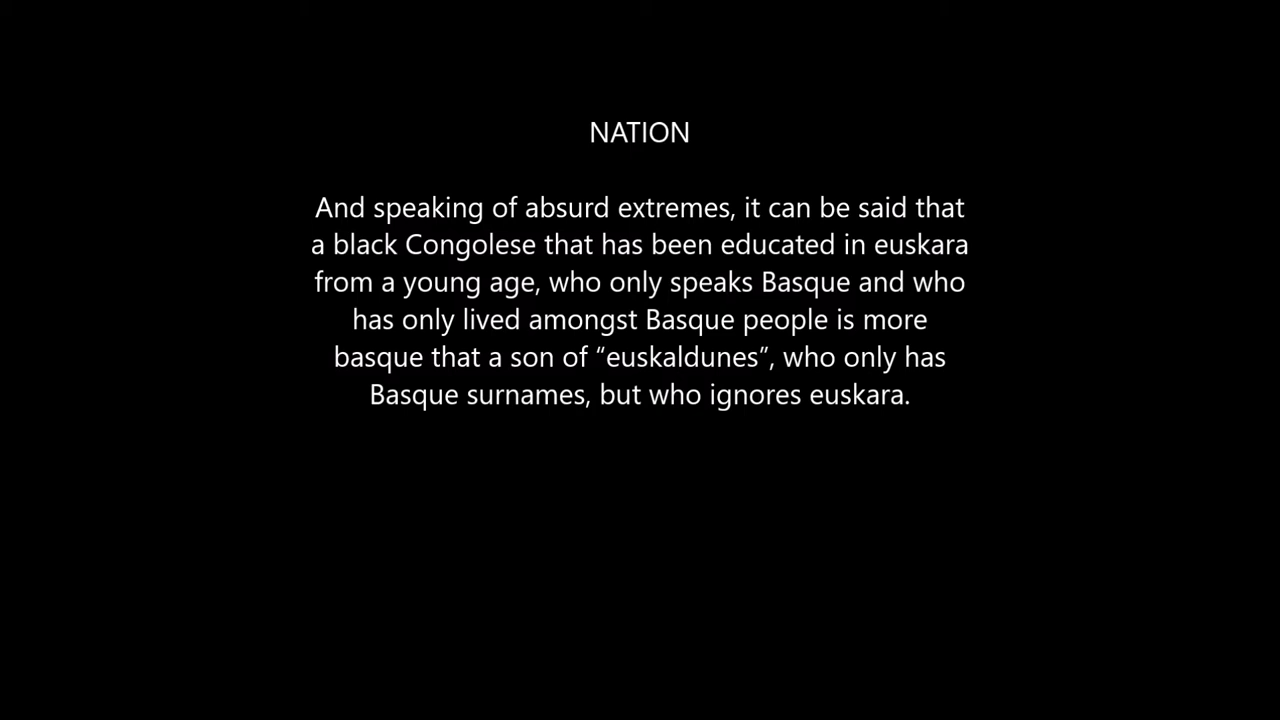 NATION
And speaking of absurd extremes, it can be said that
a black Congolese that has been educated in euskara
from a young age, who only speaks Basque and who
has only lived amongst Basque people is more
basque that a son of “euskaldunes”, who only has
Basque surnames, but who ignores euskara.